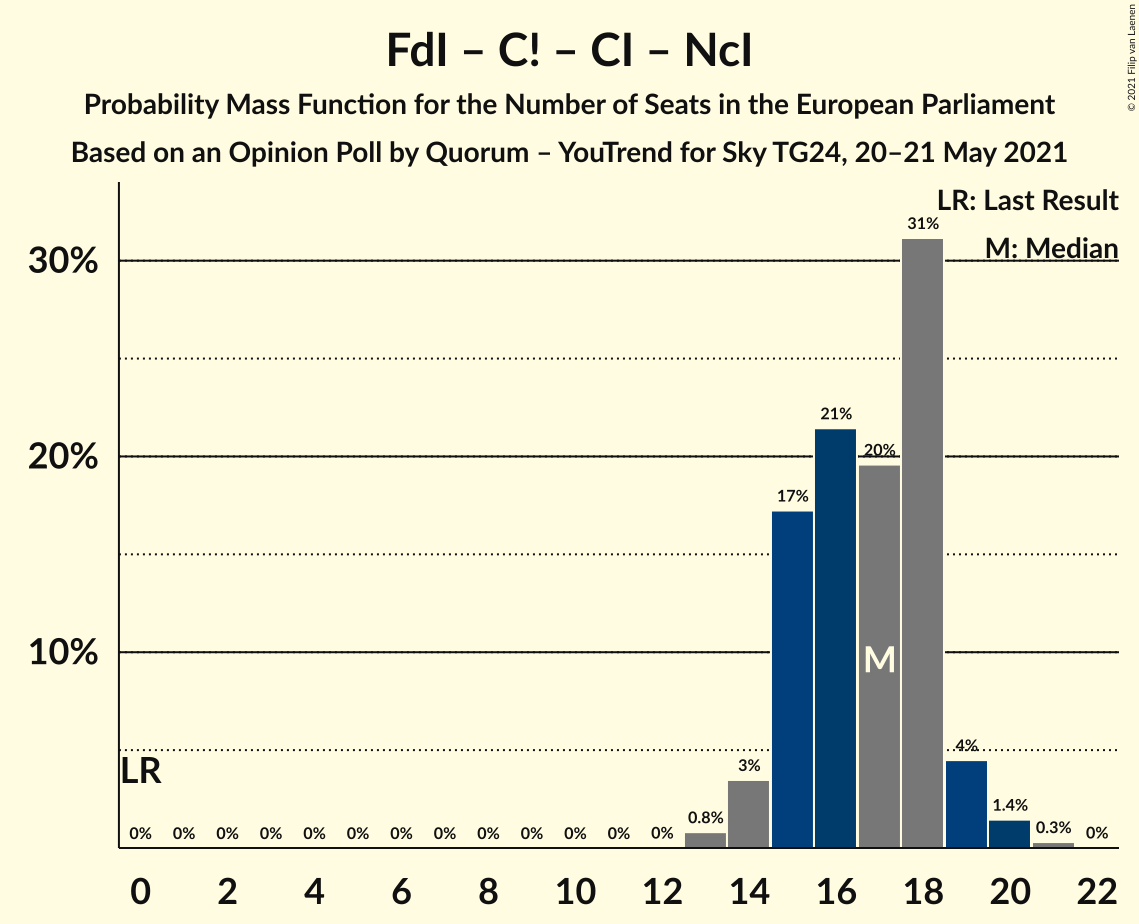 FdI – C! – CI – NcI
Probability Mass Function for the Number of Seats in the European Parliament
Based on an Opinion Poll by Quorum – YouTrend for Sky TG24, 20–21 May 2021
© 2021 Filip van Laenen
LR: Last Result
M: Median
30%
20%
10%
31%
21%
20%
17%
M
LR
0% 0% 0% 0% 0% 0% 0% 0% 0% 0% 0% 0% 0% 0.8% 3% 4% 1.4% 0.3% 0%
0 2 4 6 8 10 12 14 16 18 20 22